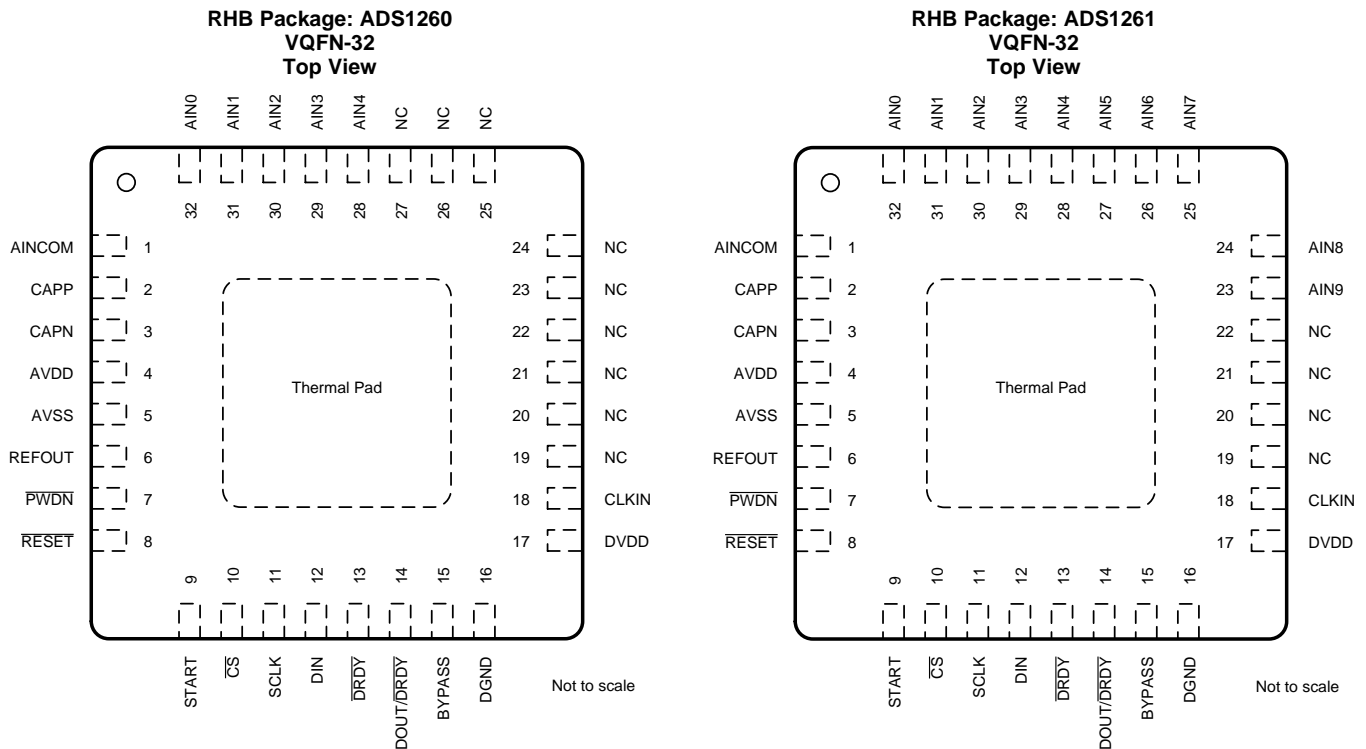 RHB Package: ADS1260
VQFN-32
Top View
AIN0
AIN1
AIN2
AIN3
AIN4
NC
NC
NC
32
31
30
29
28
27
26
25
AINCOM 1
CAPP 2
CAPN 3
AVDD 4
AVSS 5
REFOUT 6
PWDN 7
RESET 8
Thermal Pad
24 NC
23 NC
22 NC
21 NC
20 NC
19 NC
18 CLKIN
17 DVDD
9
10
11
12
13
14
15
16
START
CS
SCLK
DIN
DRDY
DOUT/DRDY
BYPASS
DGND
Not to scale
RHB Package: ADS1261
VQFN-32
Top View
AIN0
AIN1
AIN2
AIN3
AIN4
AIN5
AIN6
AIN7
32
31
30
29
28
27
26
25
AINCOM 1
CAPP 2
CAPN 3
AVDD 4
AVSS 5
REFOUT 6
PWDN 7
RESET 8
Thermal Pad
24 AIN8
23 AIN9
22 NC
21 NC
20 NC
19 NC
18 CLKIN
17 DVDD
9
10
11
12
13
14
15
16
START
CS
SCLK
DIN
DRDY
DOUT/DRDY
BYPASS
DGND
Not to scale